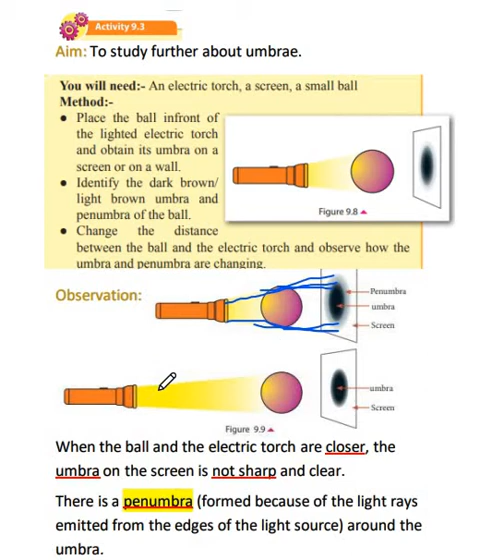 Activity 9.3
Aim: To study further about umbrae.
You will need:- An electric torch, a screen, a small ball
Method:-
● Place the ball infront of
the lighted electric torch
and obtain its umbra on a
screen or on a wall.
● Identify the dark brown/
light brown umbra and
penumbra of the ball.
● Change the distance
between the ball and the electric torch and observe how the
umbra and penumbra are changing.
Figure 9.8
Observation:
Penumbra
umbra
Screen
umbra
Screen
Figure 9.9
When the ball and the electric torch are closer, the
umbra on the screen is not sharp and clear.
There is a penumbra (formed because of the light rays
emitted from the edges of the light source) around the
umbra.